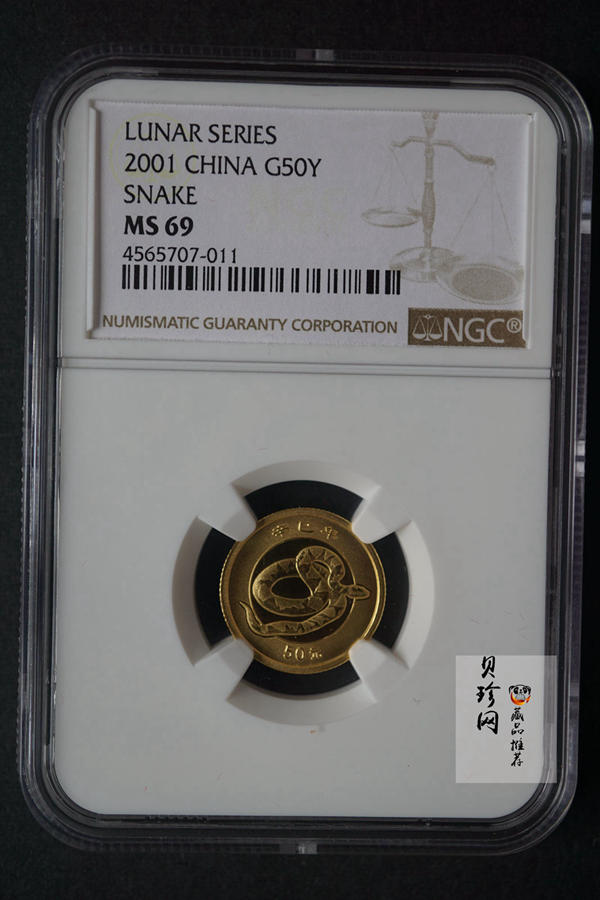 LUNAR SERIES
2001 CHINA G50Y
SNAKE
MS 69
4565707-011
NUMISMATIC GUARANTY CORPORATION
NGC®
辛巳年
50元
贝珍网
藏品推荐